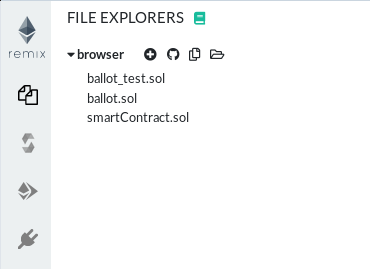 FILE EXPLORERS
remix
browser
ballot_test.sol
ballot.sol
smartContract.sol